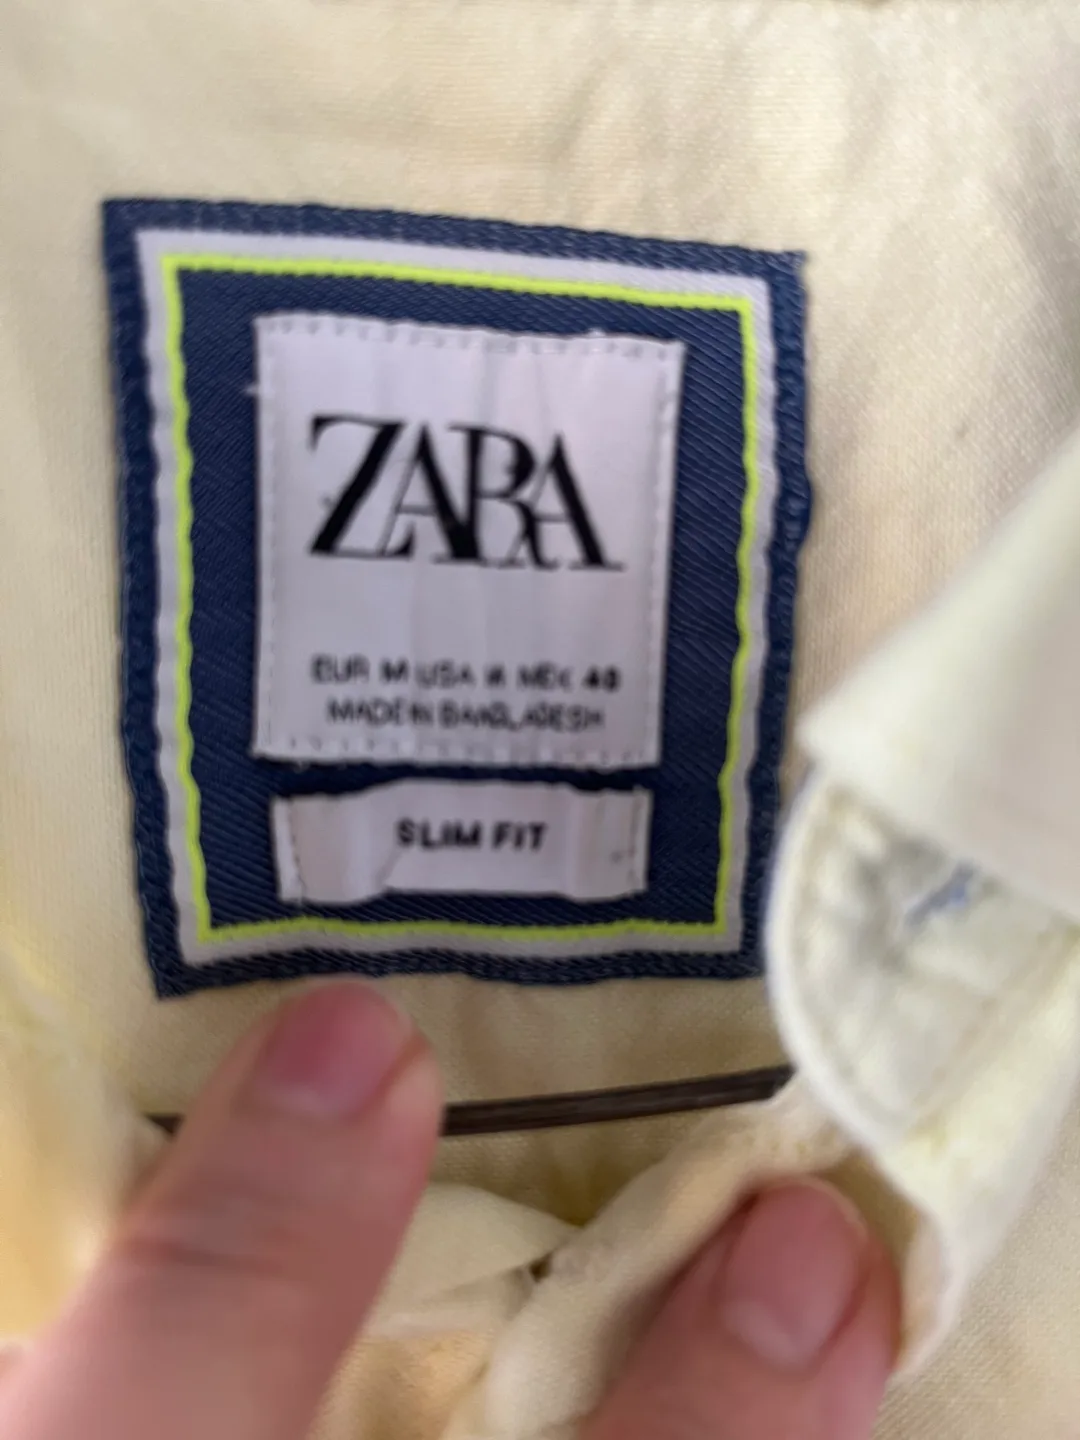 ZARA
EUR M USA M MEX 40
MADE IN BANGLADESH
SLIM FIT